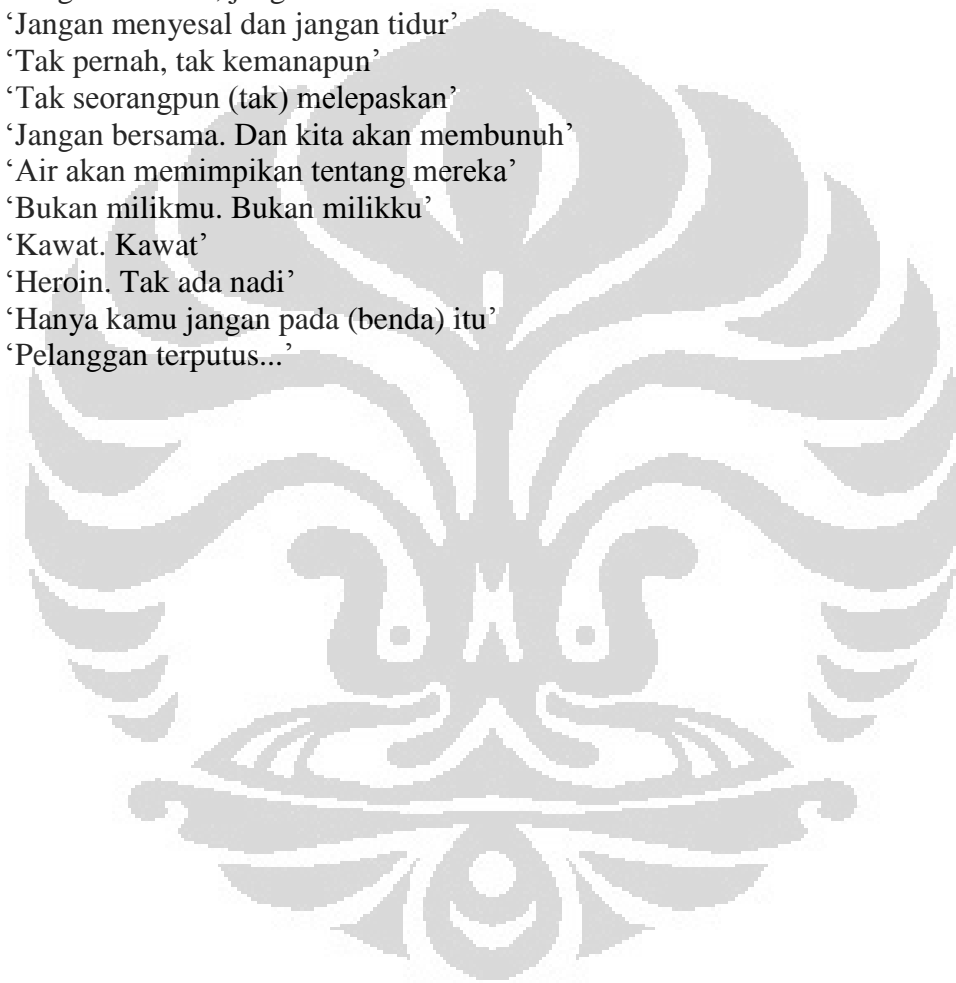 ‘Jangan menyesal dan jangan tidur’
‘Tak pernah, tak kemanapun’
‘Tak seorangpun (tak) melepaskan’
‘Jangan bersama. Dan kita akan membunuh’
‘Air akan memimpikan tentang mereka’
‘Bukan milikmu. Bukan milikku’
‘Kawat. Kawat’
‘Heroin. Tak ada nadi’
‘Hanya kamu jangan pada (benda) itu’
‘Pelanggan terputus...’